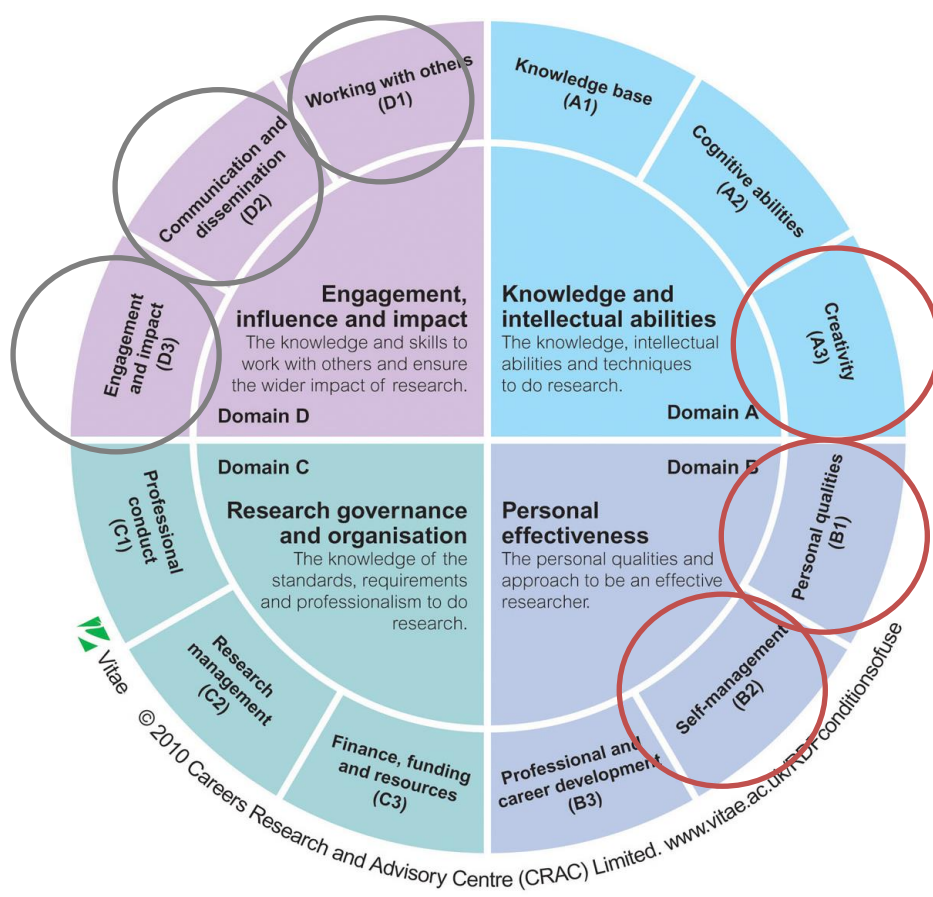 Working with others
(D1)
Communication and
dissemination
(D2)
Engagement
and impact
(D3)
Engagement,
influence and impact
The knowledge and skills to
work with others and ensure
the wider impact of research.
Domain D
Knowledge base
(A1)
Cognitive abilities
(A2)
Creativity
(A3)
Knowledge and
intellectual abilities
The knowledge, intellectual
abilities and techniques
to do research.
Domain A
Domain C
Research governance
and organisation
The knowledge of the
standards, requirements
and professionalism to do
research.
Professional
conduct
(C1)
Research
management
(C2)
Finance, funding
and resources
(C3)
Domain B
Personal
effectiveness
The personal qualities and
approach to be an effective
researcher.
Personal qualities
(B1)
Self-management
(B2)
Professional and
career development
(B3)
Vitae
© 2010 Careers Research and Advisory Centre (CRAC) Limited. www.vitae.ac.uk/RDFconditionsofuse